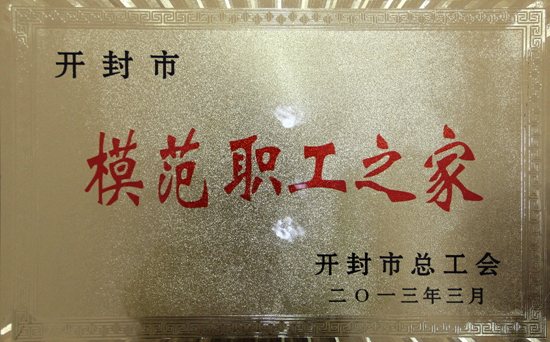 开封市
模范职工之家
开封市总工会
二〇一三年三月